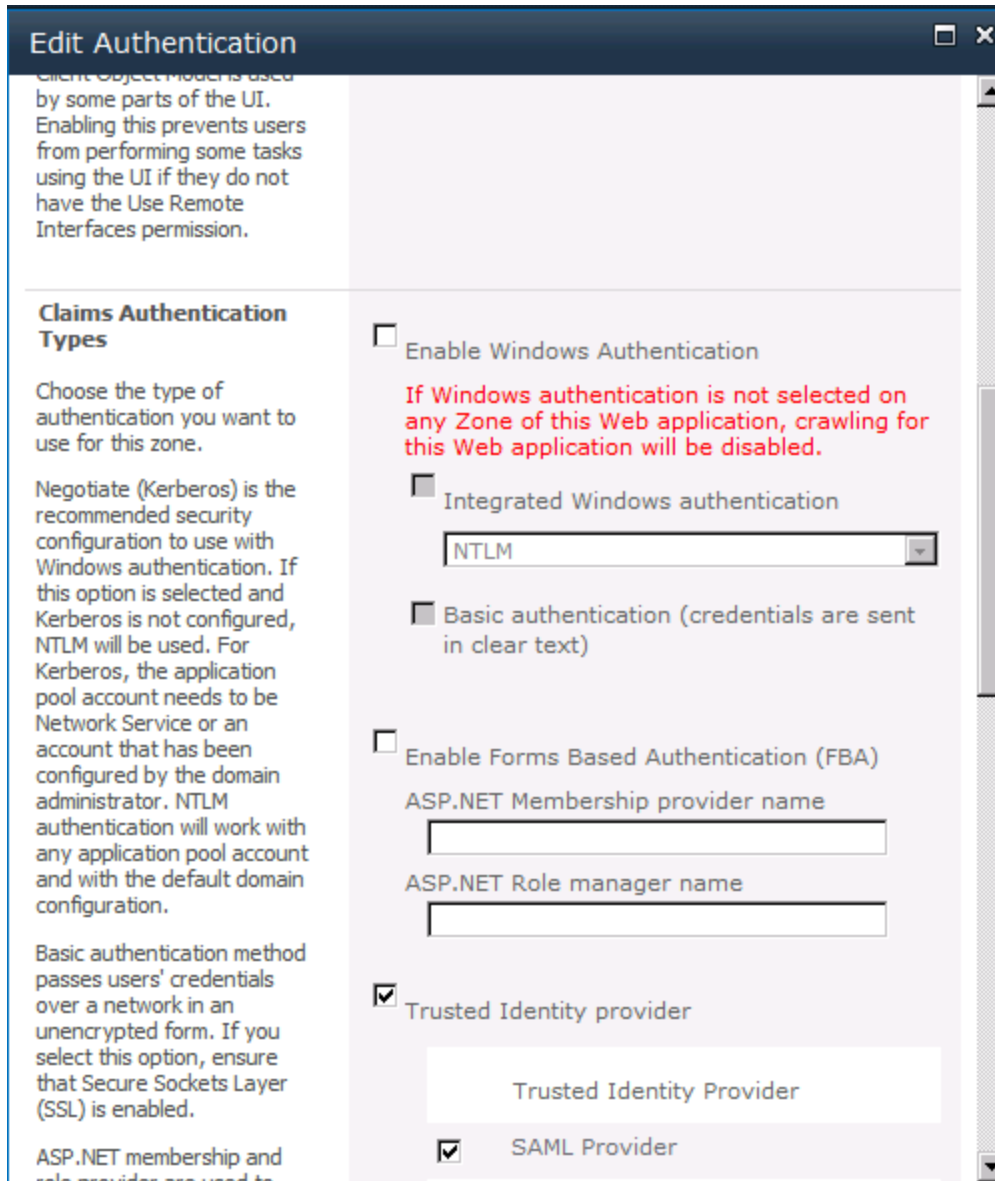 Edit Authentication
Client Object Model is used
by some parts of the UI.
Enabling this prevents users
from performing some tasks
using the UI if they do not
have the Use Remote
Interfaces permission.
Claims Authentication
Types
Choose the type of
authentication you want to
use for this zone.
Negotiate (Kerberos) is the
recommended security
configuration to use with
Windows authentication. If
this option is selected and
Kerberos is not configured,
NTLM will be used. For
Kerberos, the application
pool account needs to be
Network Service or an
account that has been
configured by the domain
administrator. NTLM
authentication will work with
any application pool account
and with the default domain
configuration.
Basic authentication method
passes users' credentials
over a network in an
unencrypted form. If you
select this option, ensure
that Secure Sockets Layer
(SSL) is enabled.
ASP.NET membership and
role provider are used to
Enable Windows Authentication
If Windows authentication is not selected on
any Zone of this Web application, crawling for
this Web application will be disabled.
Integrated Windows authentication
NTLM
Basic authentication (credentials are sent
in clear text)
Enable Forms Based Authentication (FBA)
ASP.NET Membership provider name
ASP.NET Role manager name
Trusted Identity provider
Trusted Identity Provider
SAML Provider